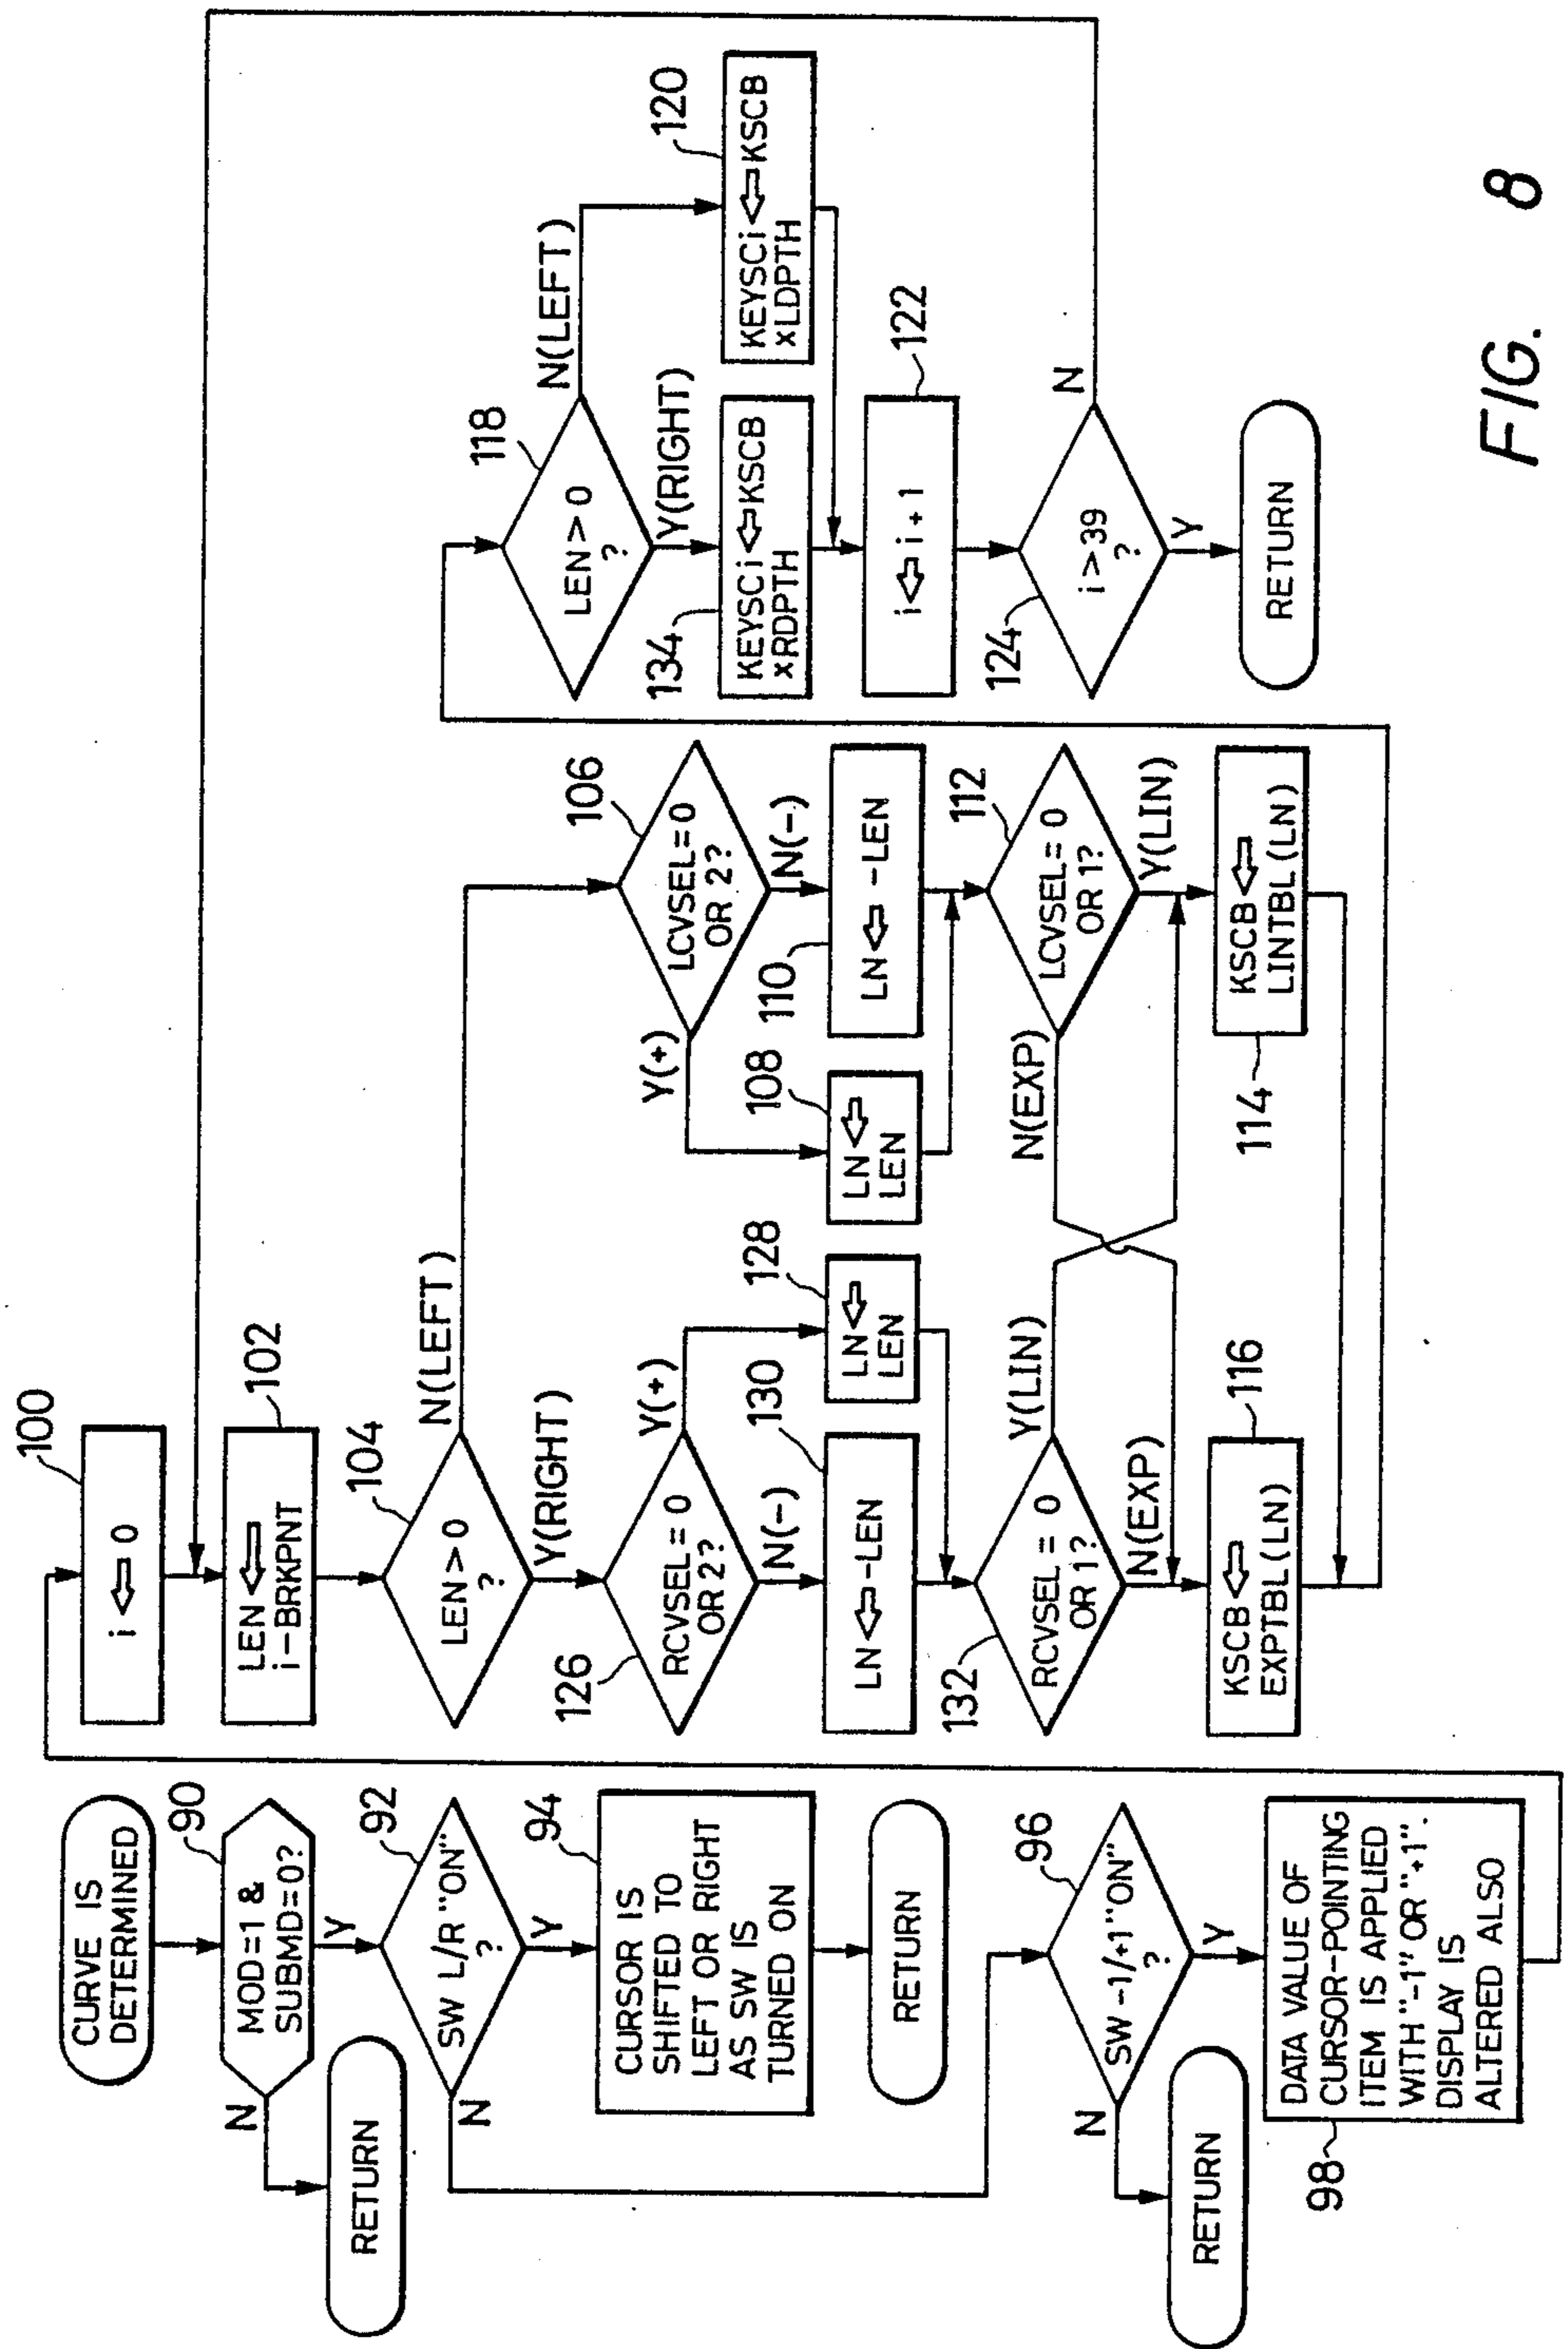 CURVE IS
DETERMINED
90
MOD=1 &
SUBMD=0?
N
Y
RETURN
92
SW L/R "ON"
?
N
Y
94
CURSOR IS
SHIFTED TO
LEFT OR RIGHT
AS SW IS
TURNED ON
RETURN
96
SW -1/+1 "ON"
?
N
Y
RETURN
98
DATA VALUE OF
CURSOR-POINTING
ITEM IS APPLIED
WITH "-1" OR "+1".
DISPLAY IS
ALTERED ALSO
100
i ⇐ 0
102
LEN ⇐
i-BRKPNT
104
LEN > 0
?
N(LEFT)
Y(RIGHT)
126
RCVSEL = 0
OR 2?
Y(+)
N(-)
128
LN ⇐
LEN
130
LN ⇐ -LEN
132
RCVSEL = 0
OR 1?
Y(LIN)
N(EXP)
116
KSCB ⇐
EXPTBL(LN)
106
LCVSEL=0
OR 2?
Y(+)
N(-)
108
LN ⇐
LEN
110
LN ⇐ -LEN
112
LCVSEL= 0
OR 1?
N(EXP)
Y(LIN)
114
KSCB ⇐
LINTBL(LN)
118
LEN > 0
?
N(LEFT)
Y(RIGHT)
134
KEYSCi ⇐ KSCB
xRDPTH
120
KEYSCi ⇐ KSCB
xLDPTH
122
i ⇐ i + 1
124
i > 39
?
N
Y
RETURN
FIG. 8